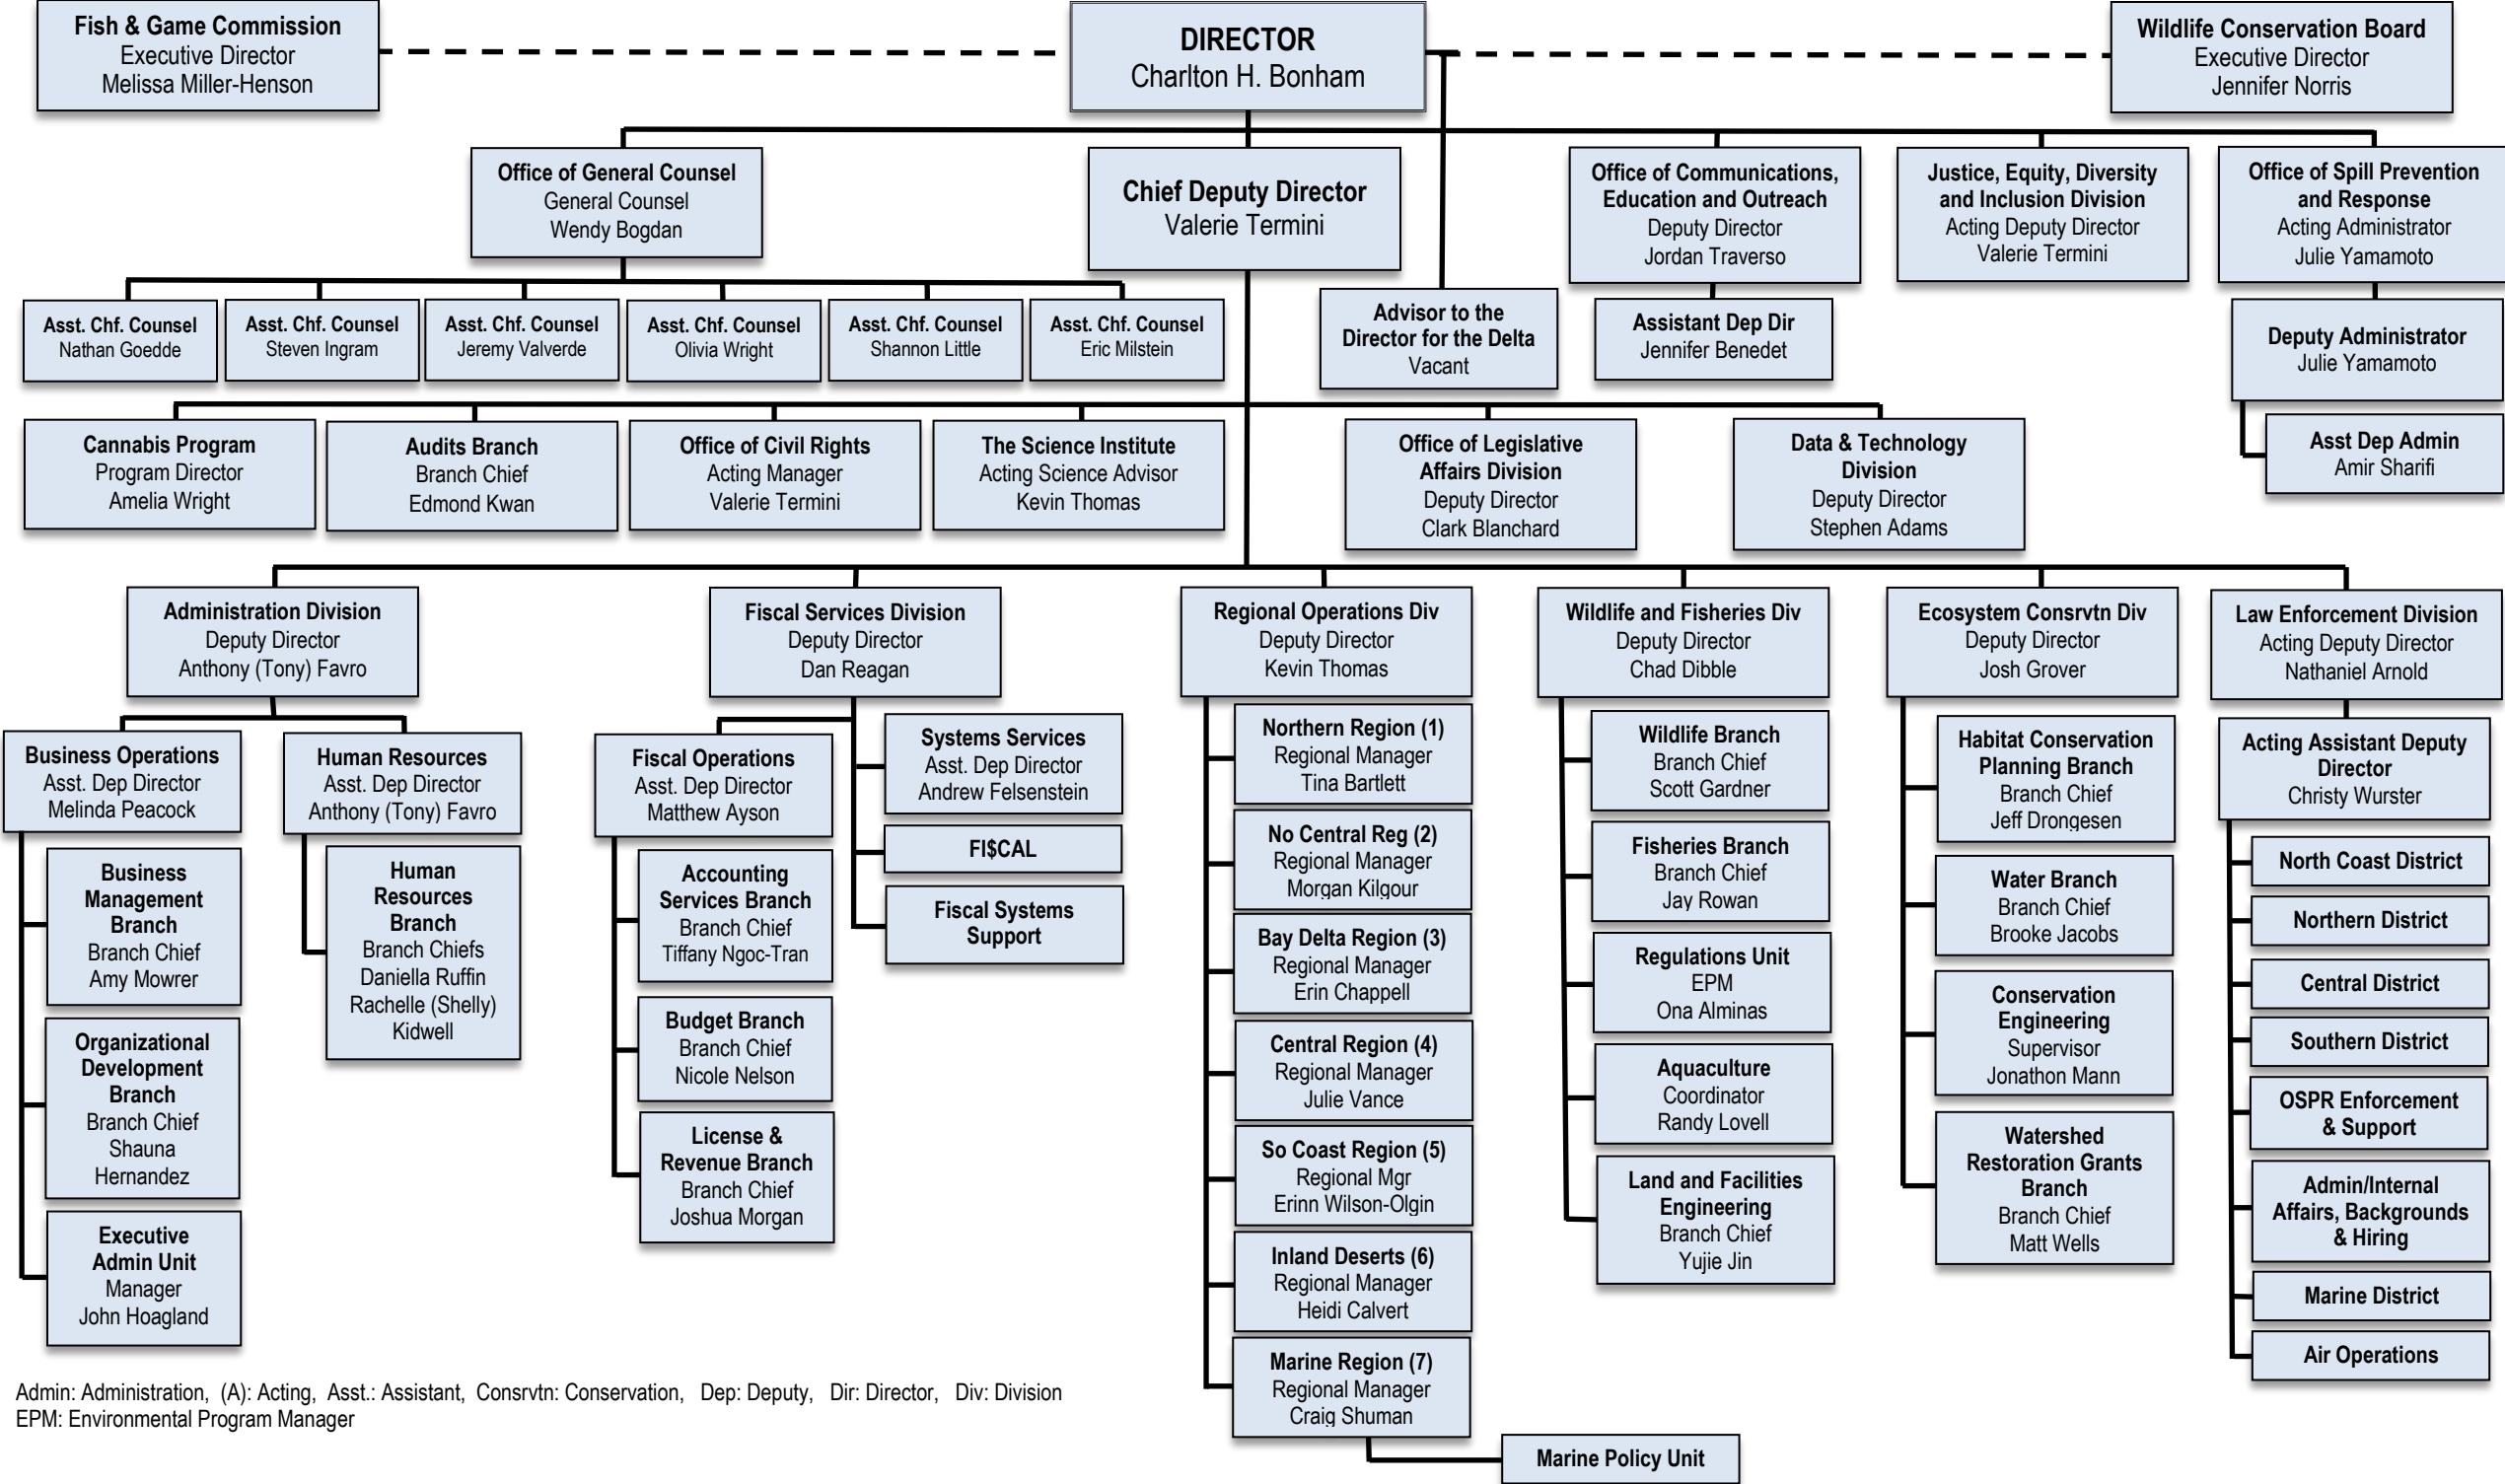 Fish & Game Commission
Executive Director
Melissa Miller-Henson
DIRECTOR
Charlton H. Bonham
Wildlife Conservation Board
Executive Director
Jennifer Norris
Office of General Counsel
General Counsel
Wendy Bogdan
Chief Deputy Director
Valerie Termini
Office of Communications,
Education and Outreach
Deputy Director
Jordan Traverso
Justice, Equity, Diversity
and Inclusion Division
Acting Deputy Director
Valerie Termini
Office of Spill Prevention
and Response
Acting Administrator
Julie Yamamoto
Asst. Chf. Counsel
Nathan Goedde
Asst. Chf. Counsel
Steven Ingram
Asst. Chf. Counsel
Jeremy Valverde
Asst. Chf. Counsel
Olivia Wright
Asst. Chf. Counsel
Shannon Little
Asst. Chf. Counsel
Eric Milstein
Advisor to the
Director for the Delta
Vacant
Assistant Dep Dir
Jennifer Benedet
Deputy Administrator
Julie Yamamoto
Asst Dep Admin
Amir Sharifi
Cannabis Program
Program Director
Amelia Wright
Audits Branch
Branch Chief
Edmond Kwan
Office of Civil Rights
Acting Manager
Valerie Termini
The Science Institute
Acting Science Advisor
Kevin Thomas
Office of Legislative
Affairs Division
Deputy Director
Clark Blanchard
Data & Technology
Division
Deputy Director
Stephen Adams
Administration Division
Deputy Director
Anthony (Tony) Favro
Business Operations
Asst. Dep Director
Melinda Peacock
Business
Management
Branch
Branch Chief
Amy Mowrer
Organizational
Development
Branch
Branch Chief
Shauna
Hernandez
Executive
Admin Unit
Manager
John Hoagland
Human Resources
Asst. Dep Director
Anthony (Tony) Favro
Human
Resources
Branch
Branch Chiefs
Daniella Ruffin
Rachelle (Shelly)
Kidwell
Fiscal Services Division
Deputy Director
Dan Reagan
Fiscal Operations
Asst. Dep Director
Matthew Ayson
Accounting
Services Branch
Branch Chief
Tiffany Ngoc-Tran
Budget Branch
Branch Chief
Nicole Nelson
License &
Revenue Branch
Branch Chief
Joshua Morgan
Systems Services
Asst. Dep Director
Andrew Felsenstein
FI$CAL
Fiscal Systems
Support
Regional Operations Div
Deputy Director
Kevin Thomas
Northern Region (1)
Regional Manager
Tina Bartlett
No Central Reg (2)
Regional Manager
Morgan Kilgour
Bay Delta Region (3)
Regional Manager
Erin Chappell
Central Region (4)
Regional Manager
Julie Vance
So Coast Region (5)
Regional Mgr
Erinn Wilson-Olgin
Inland Deserts (6)
Regional Manager
Heidi Calvert
Marine Region (7)
Regional Manager
Craig Shuman
Marine Policy Unit
Wildlife and Fisheries Div
Deputy Director
Chad Dibble
Wildlife Branch
Branch Chief
Scott Gardner
Fisheries Branch
Branch Chief
Jay Rowan
Regulations Unit
EPM
Ona Alminas
Aquaculture
Coordinator
Randy Lovell
Land and Facilities
Engineering
Branch Chief
Yujie Jin
Ecosystem Consrvtn Div
Deputy Director
Josh Grover
Habitat Conservation
Planning Branch
Branch Chief
Jeff Drongesen
Water Branch
Branch Chief
Brooke Jacobs
Conservation
Engineering
Supervisor
Jonathon Mann
Watershed
Restoration Grants
Branch
Branch Chief
Matt Wells
Law Enforcement Division
Acting Deputy Director
Nathaniel Arnold
Acting Assistant Deputy
Director
Christy Wurster
North Coast District
Northern District
Central District
Southern District
OSPR Enforcement
& Support
Admin/Internal
Affairs, Backgrounds
& Hiring
Marine District
Air Operations
Admin: Administration, (A): Acting, Asst.: Assistant, Consrvtn: Conservation, Dep: Deputy, Dir: Director, Div: Division
EPM: Environmental Program Manager